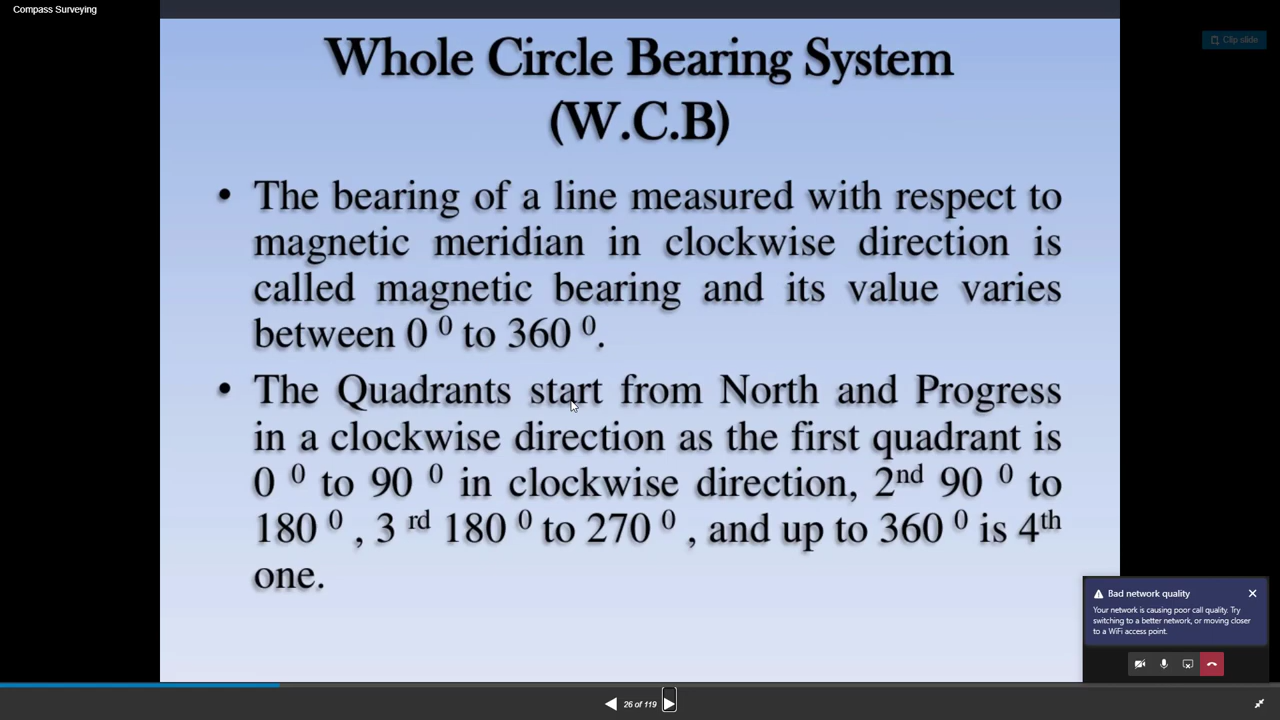 Compass Surveying
Clip slide
Whole Circle Bearing System
(W.C.B)
• The bearing of a line measured with respect to
magnetic meridian in clockwise direction is
called magnetic bearing and its value varies
between 0 ⁰ to 360 ⁰.
• The Quadrants start from North and Progress
in a clockwise direction as the first quadrant is
0 ⁰ to 90 ⁰ in clockwise direction, 2ⁿᵈ 90 ⁰ to
180 ⁰ , 3 ʳᵈ 180 ⁰ to 270 ⁰ , and up to 360 ⁰ is 4ᵗʰ
one.
Bad network quality
Your network is causing poor call quality. Try
switching to a better network, or moving closer
to a WiFi access point.
26 of 119